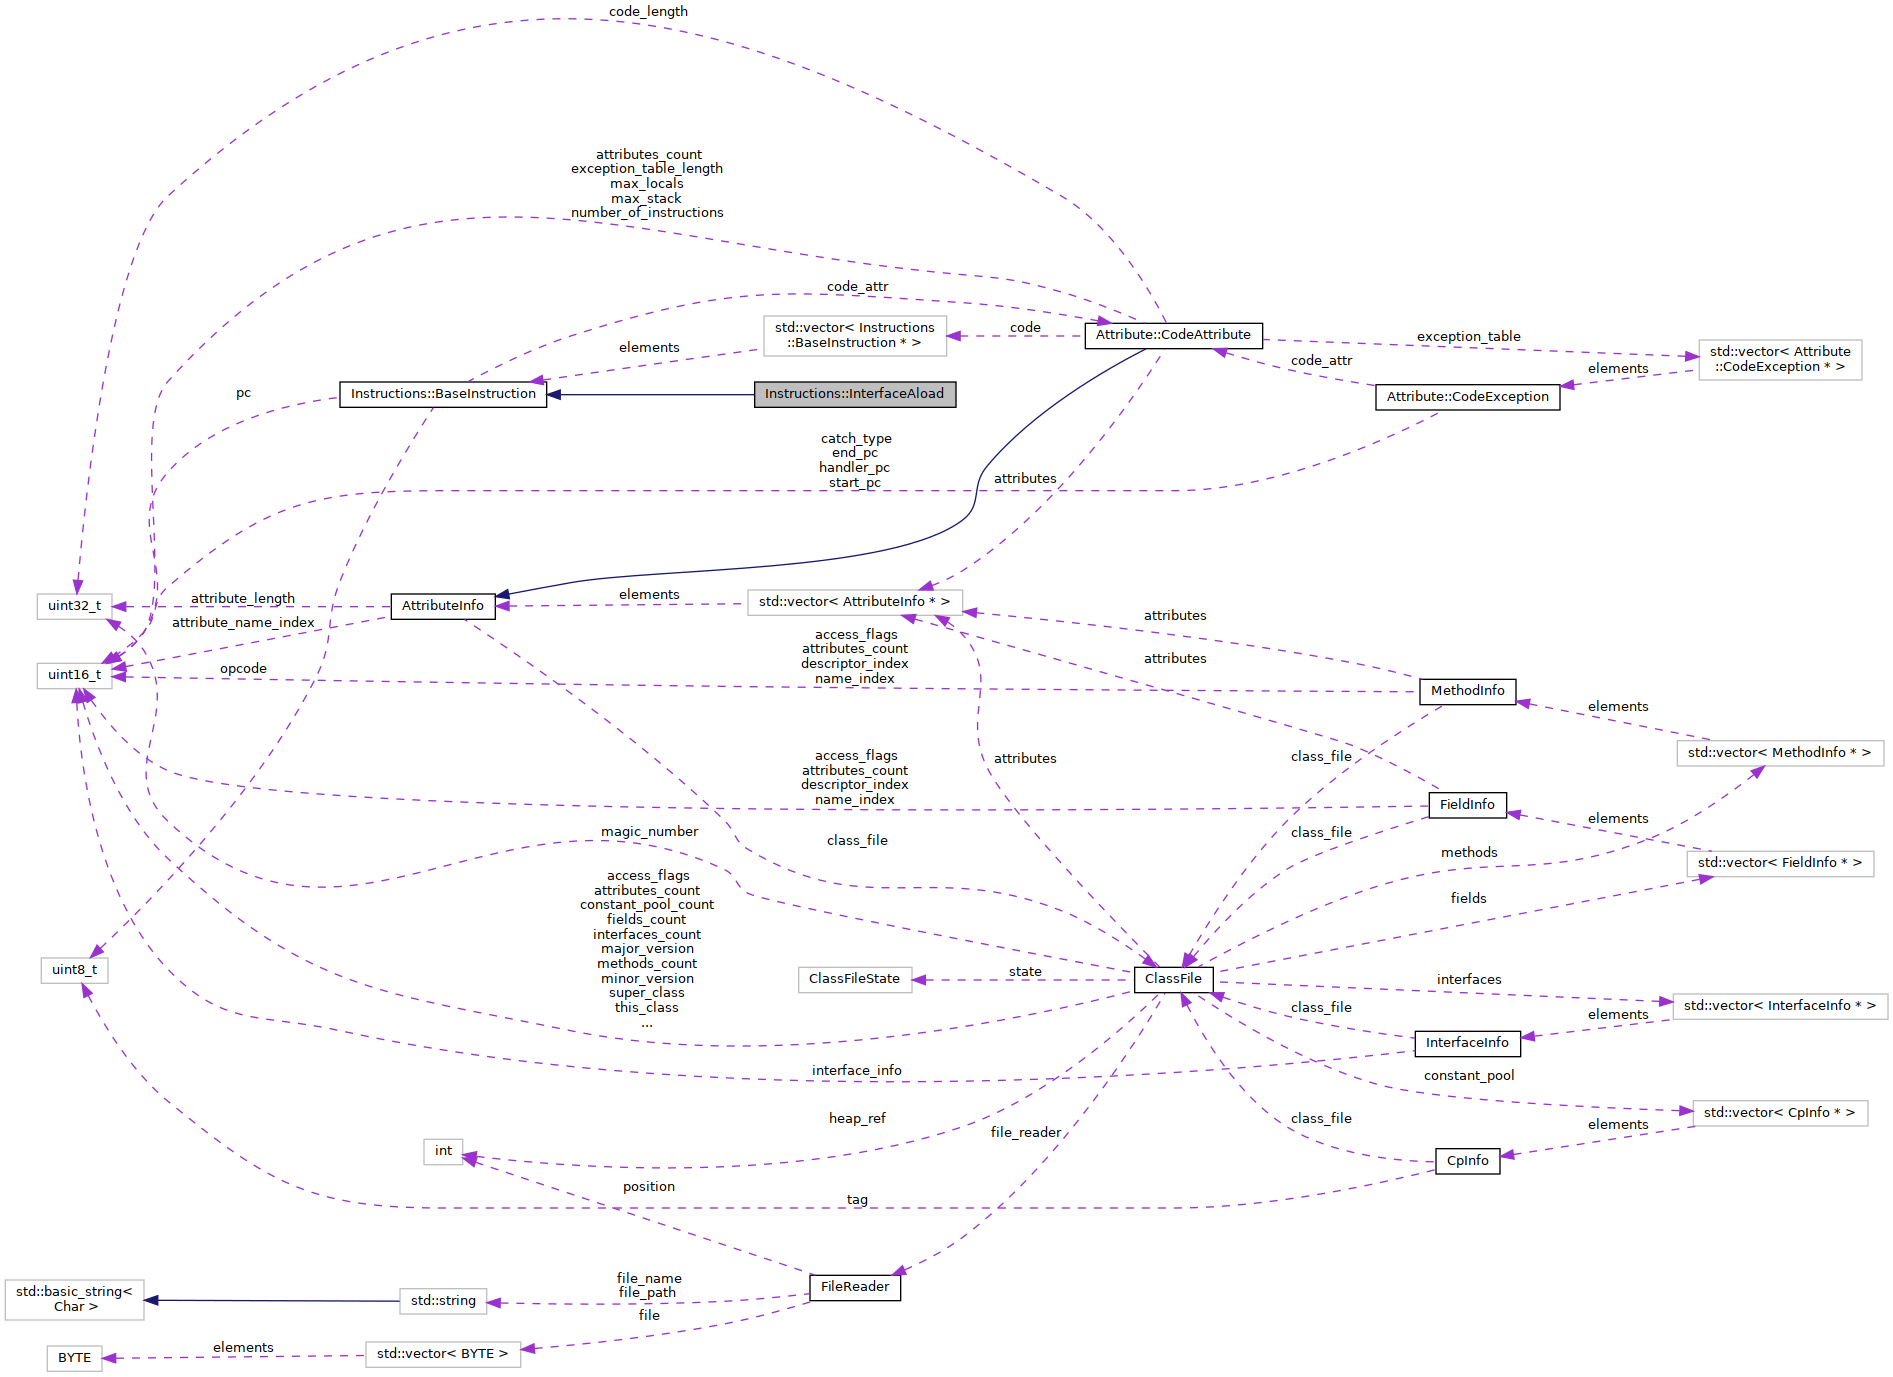 code_length
attributes_count
exception_table_length
max_locals
max_stack
number_of_instructions
code_attr
std::vector< Instructions
::BaseInstruction * >
code
Attribute::CodeAttribute
exception_table
std::vector< Attribute
::CodeException * >
elements
code_attr
elements
pc
Instructions::BaseInstruction
Instructions::InterfaceAload
Attribute::CodeException
catch_type
end_pc
handler_pc
start_pc
attributes
uint32_t
attribute_length
AttributeInfo
elements
std::vector< AttributeInfo * >
attribute_name_index
attributes
access_flags
attributes_count
descriptor_index
name_index
attributes
uint16_t
opcode
MethodInfo
elements
std::vector< MethodInfo * >
access_flags
attributes_count
descriptor_index
name_index
attributes
class_file
FieldInfo
elements
magic_number
class_file
class_file
methods
std::vector< FieldInfo * >
access_flags
attributes_count
constant_pool_count
fields_count
interfaces_count
major_version
methods_count
minor_version
super_class
this_class
...
fields
uint8_t
ClassFileState
state
ClassFile
interfaces
std::vector< InterfaceInfo * >
class_file
elements
InterfaceInfo
interface_info
constant_pool
std::vector< CpInfo * >
heap_ref
file_reader
class_file
elements
int
CpInfo
position
tag
file_name
file_path
FileReader
std::basic_string<
Char >
std::string
file
elements
BYTE
std::vector< BYTE >